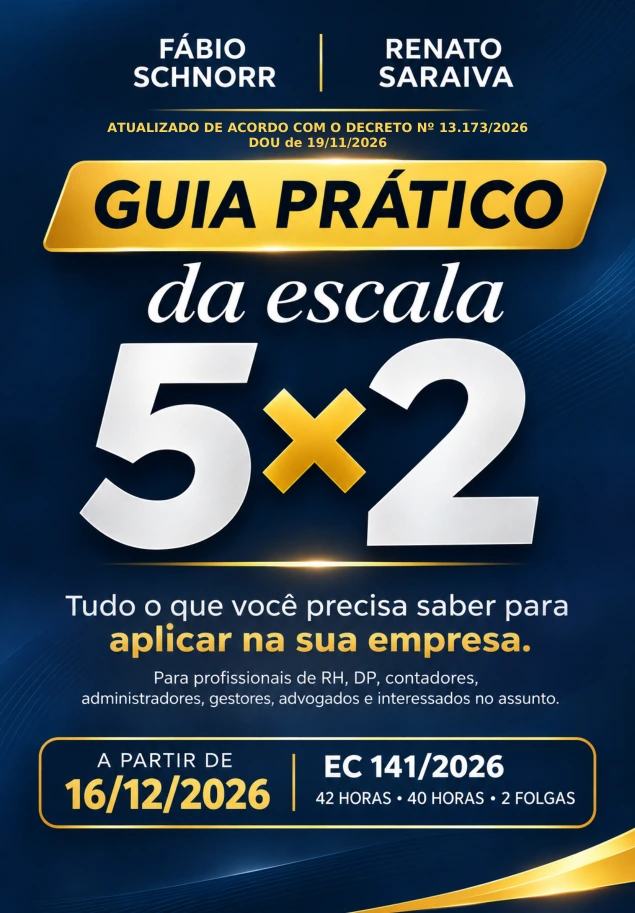 FÁBIO
SCHNORR
RENATO
SARAIVA
ATUALIZADO DE ACORDO COM O DECRETO Nº 13.173/2026
DOU de 19/11/2026
GUIA PRÁTICO
da escala
5×2
Tudo o que você precisa saber para
aplicar na sua empresa.
Para profissionais de RH, DP, contadores,
administradores, gestores, advogados e interessados no assunto.
A PARTIR DE
16/12/2026
EC 141/2026
42 HORAS • 40 HORAS • 2 FOLGAS